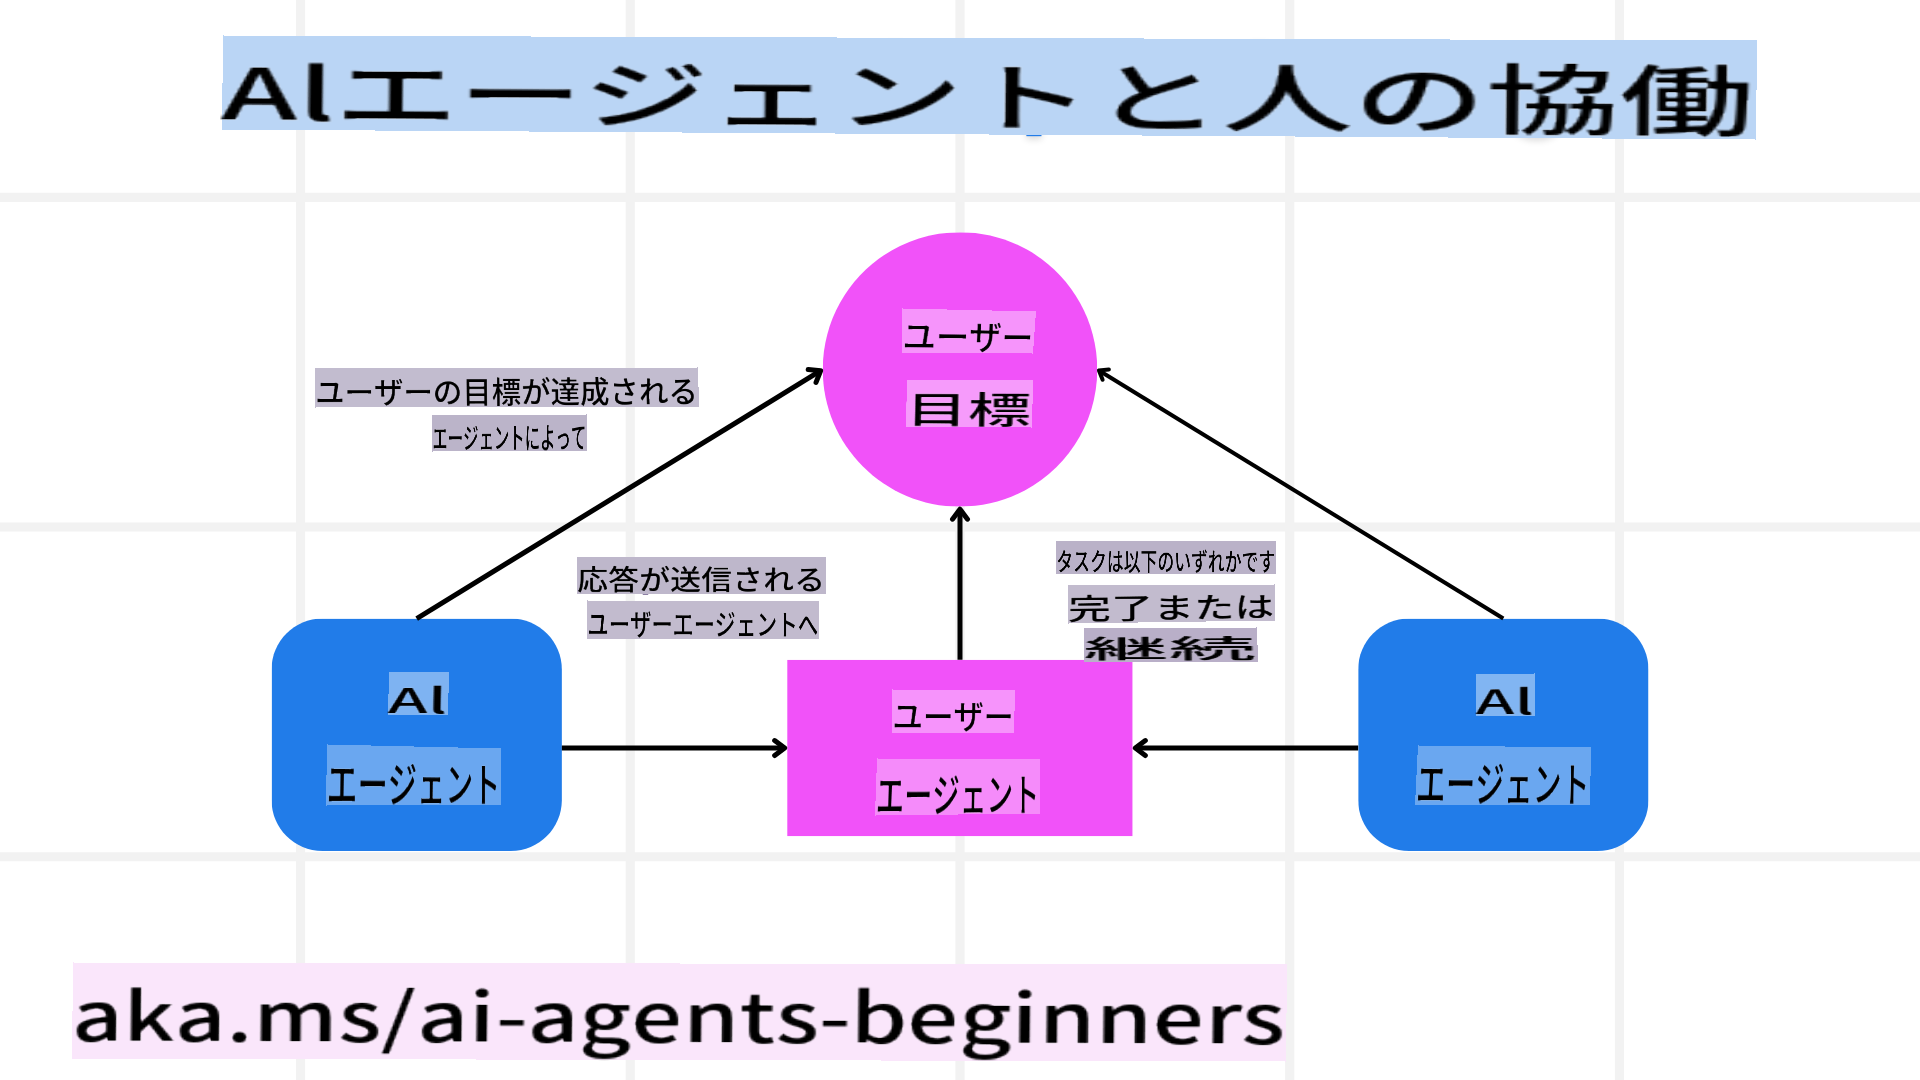 AIエージェントと人の協働
ユーザー
目標
ユーザーの目標が達成される
エージェントによって
応答が送信される
ユーザーエージェントへ
タスクは以下のいずれかです
完了または
継続
AI
エージェント
ユーザー
エージェント
AI
エージェント
aka.ms/ai-agents-beginners